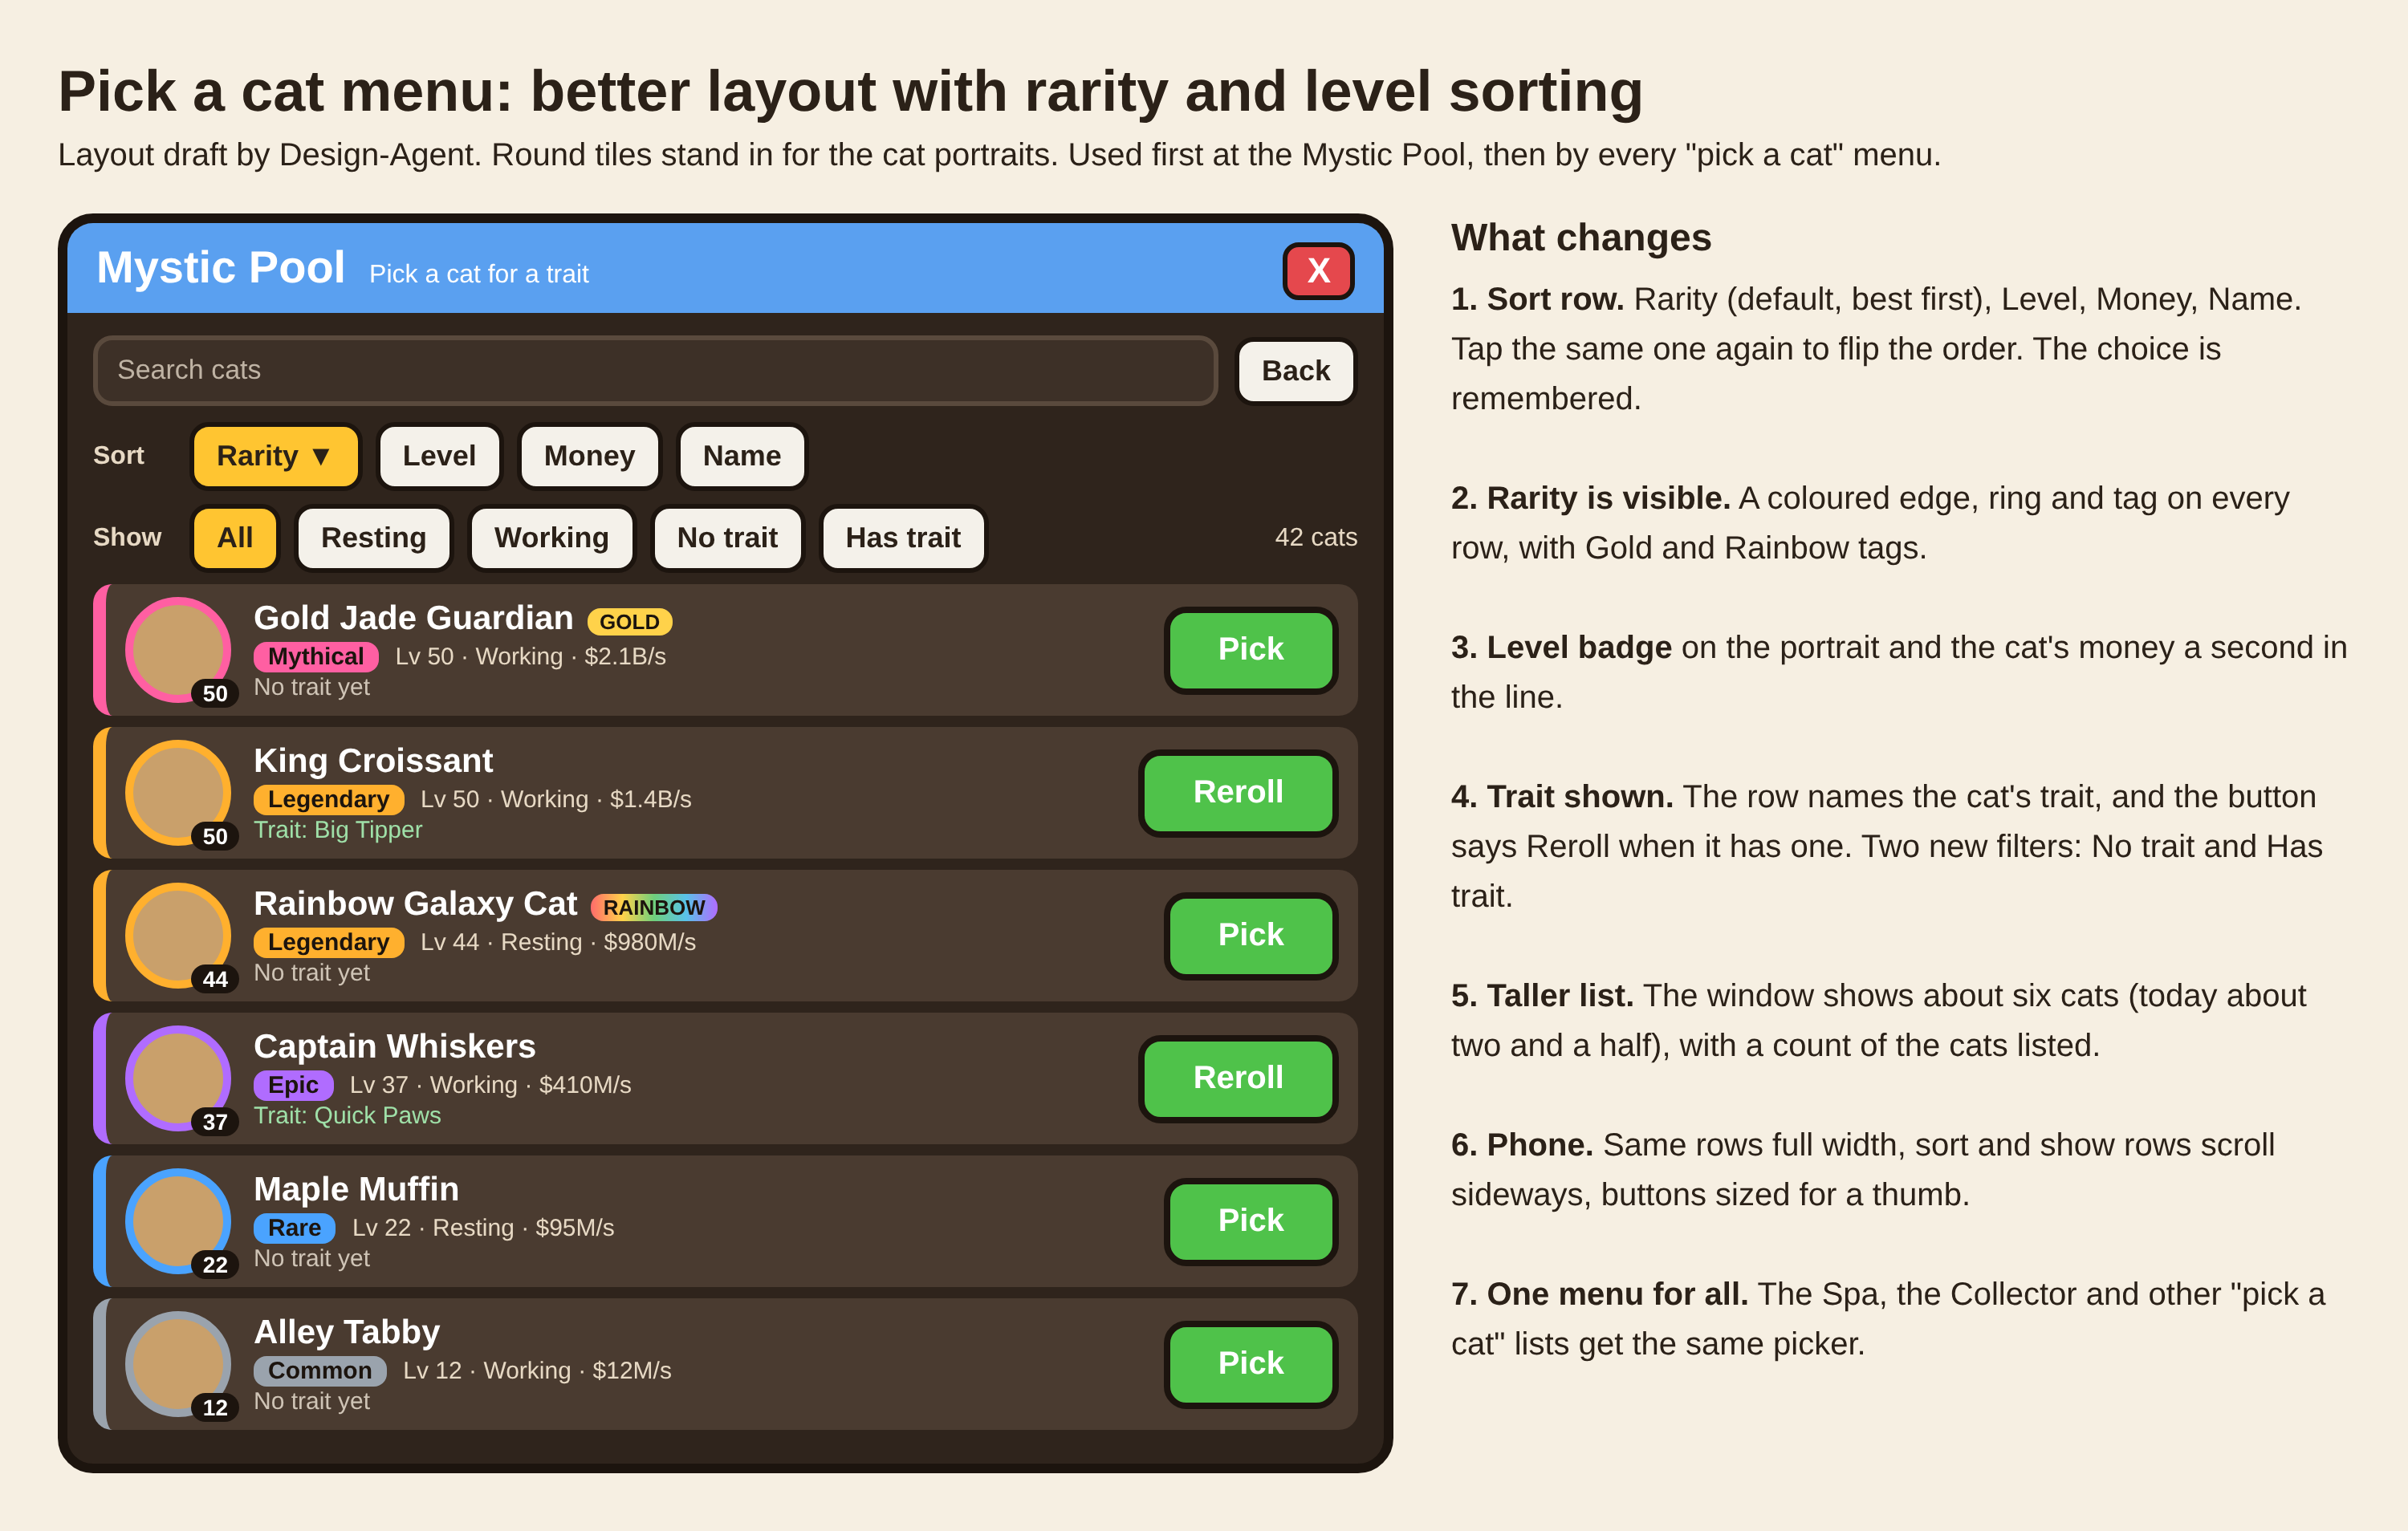 Pick a cat menu: better layout with rarity and level sorting
Layout draft by Design-Agent. Round tiles stand in for the cat portraits. Used first at the Mystic Pool, then by every "pick a cat" menu.
Mystic Pool Pick a cat for a trait X
Search cats Back
Sort Rarity ▼ Level Money Name
Show All Resting Working No trait Has trait 42 cats
Gold Jade Guardian GOLD
Mythical Lv 50 · Working · $2.1B/s
No trait yet
50
Pick
King Croissant
Legendary Lv 50 · Working · $1.4B/s
Trait: Big Tipper
50
Reroll
Rainbow Galaxy Cat RAINBOW
Legendary Lv 44 · Resting · $980M/s
No trait yet
44
Pick
Captain Whiskers
Epic Lv 37 · Working · $410M/s
Trait: Quick Paws
37
Reroll
Maple Muffin
Rare Lv 22 · Resting · $95M/s
No trait yet
22
Pick
Alley Tabby
Common Lv 12 · Working · $12M/s
No trait yet
12
Pick
What changes
1. Sort row. Rarity (default, best first), Level, Money, Name.
Tap the same one again to flip the order. The choice is
remembered.
2. Rarity is visible. A coloured edge, ring and tag on every
row, with Gold and Rainbow tags.
3. Level badge on the portrait and the cat's money a second in
the line.
4. Trait shown. The row names the cat's trait, and the button
says Reroll when it has one. Two new filters: No trait and Has
trait.
5. Taller list. The window shows about six cats (today about
two and a half), with a count of the cats listed.
6. Phone. Same rows full width, sort and show rows scroll
sideways, buttons sized for a thumb.
7. One menu for all. The Spa, the Collector and other "pick a
cat" lists get the same picker.